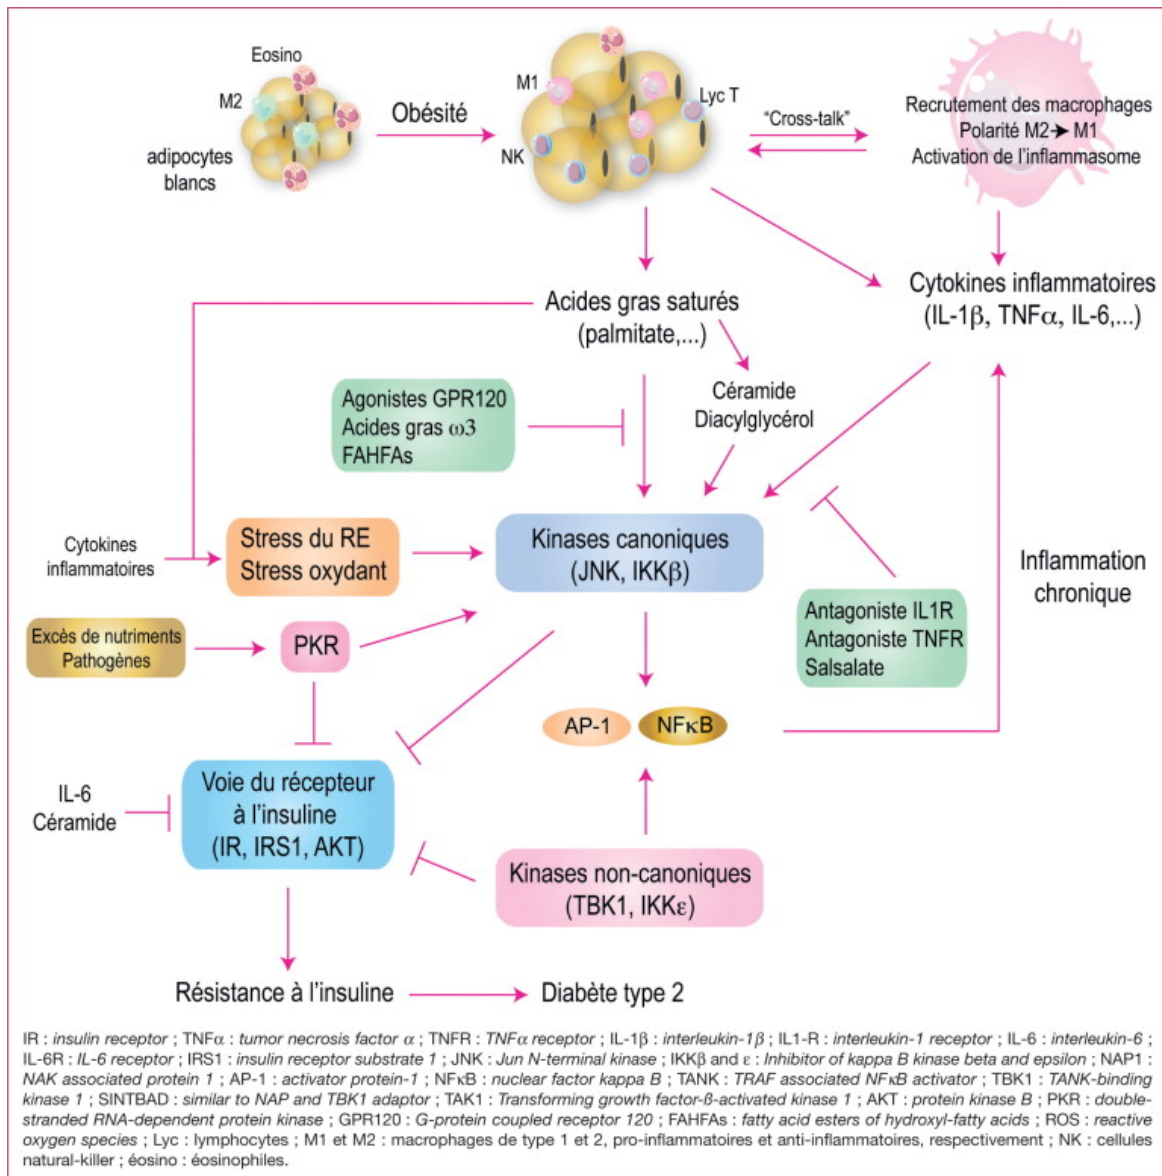 Eosino
M2
adipocytes
blancs
Obésité
M1
Lyc T
NK
“Cross-talk”
Recrutement des macrophages
Polarité M2➔ M1
Activation de l’inflammasome
Acides gras saturés
(palmitate,...)
Cytokines inflammatoires
(IL-1β, TNFα, IL-6,...)
Agonistes GPR120
Acides gras ω3
FAHFAs
Céramide
Diacylglycérol
Cytokines
inflammatoires
Stress du RE
Stress oxydant
Kinases canoniques
(JNK, IKKβ)
Inflammation
chronique
Antagoniste IL1R
Antagoniste TNFR
Salsalate
Excès de nutriments
Pathogènes
PKR
AP-1
NFκB
IL-6
Céramide
Voie du récepteur
à l’insuline
(IR, IRS1, AKT)
Kinases non-canoniques
(TBK1, IKKε)
Résistance à l’insuline
Diabète type 2
IR : insulin receptor ; TNFα : tumor necrosis factor α ; TNFR : TNFα receptor ; IL-1β : interleukin-1β ; IL1-R : interleukin-1 receptor ; IL-6 : interleukin-6 ;
IL-6R : IL-6 receptor ; IRS1 : insulin receptor substrate 1 ; JNK : Jun N-terminal kinase ; IKKβ and ε : Inhibitor of kappa B kinase beta and epsilon ; NAP1 :
NAK associated protein 1 ; AP-1 : activator protein-1 ; NFκB : nuclear factor kappa B ; TANK : TRAF associated NFκB activator ; TBK1 : TANK-binding
kinase 1 ; SINTBAD : similar to NAP and TBK1 adaptor ; TAK1 : Transforming growth factor-ß-activated kinase 1 ; AKT : protein kinase B ; PKR : double-
stranded RNA-dependent protein kinase ; GPR120 : G-protein coupled receptor 120 ; FAHFAs : fatty acid esters of hydroxyl-fatty acids ; ROS : reactive
oxygen species ; Lyc : lymphocytes ; M1 et M2 : macrophages de type 1 et 2, pro-inflammatoires et anti-inflammatoires, respectivement ; NK : cellules
natural-killer ; éosino : éosinophiles.